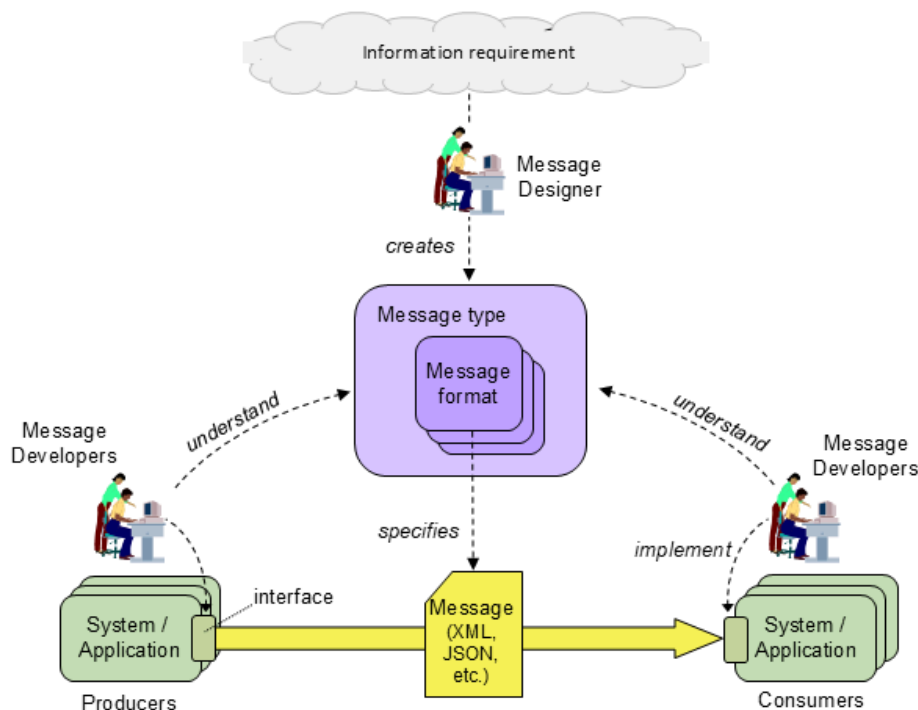 Information requirement
Message
Designer
creates
Message type
Message
format
understand
understand
Message
Developers
Message
Developers
specifies
implement
interface
System /
Application
Message
(XML,
JSON,
etc.)
System /
Application
Producers
Consumers